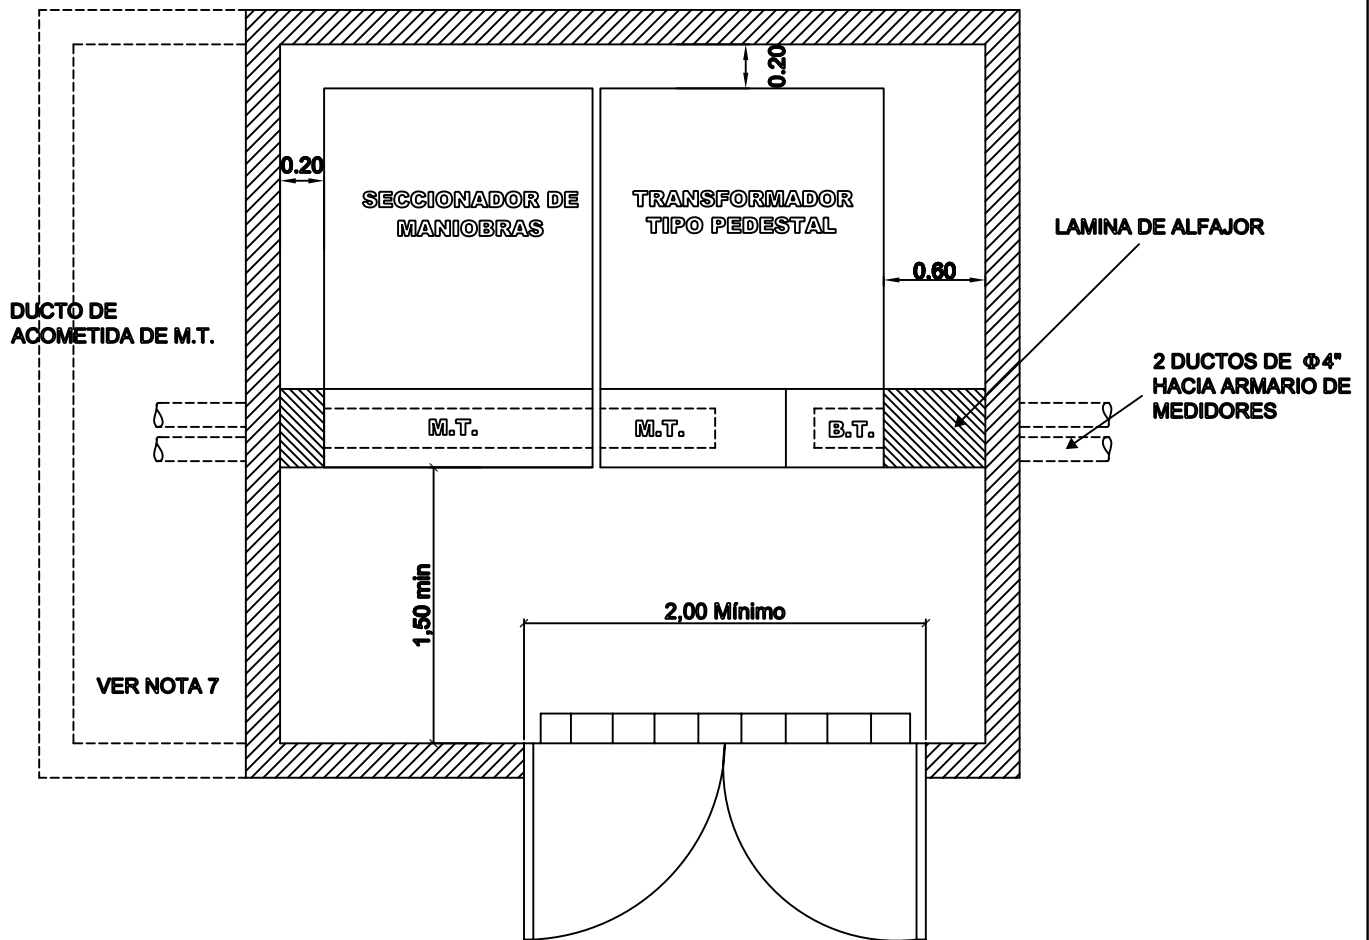 0.20
0.20
SECCIONADOR DE
MANIOBRAS
TRANSFORMADOR
TIPO PEDESTAL
LAMINA DE ALFAJOR
0.60
DUCTO DE
ACOMETIDA DE M.T.
2 DUCTOS DE Φ4"
HACIA ARMARIO DE
MEDIDORES
M.T.
M.T.
B.T.
1,50 min
2,00 Mínimo
VER NOTA 7